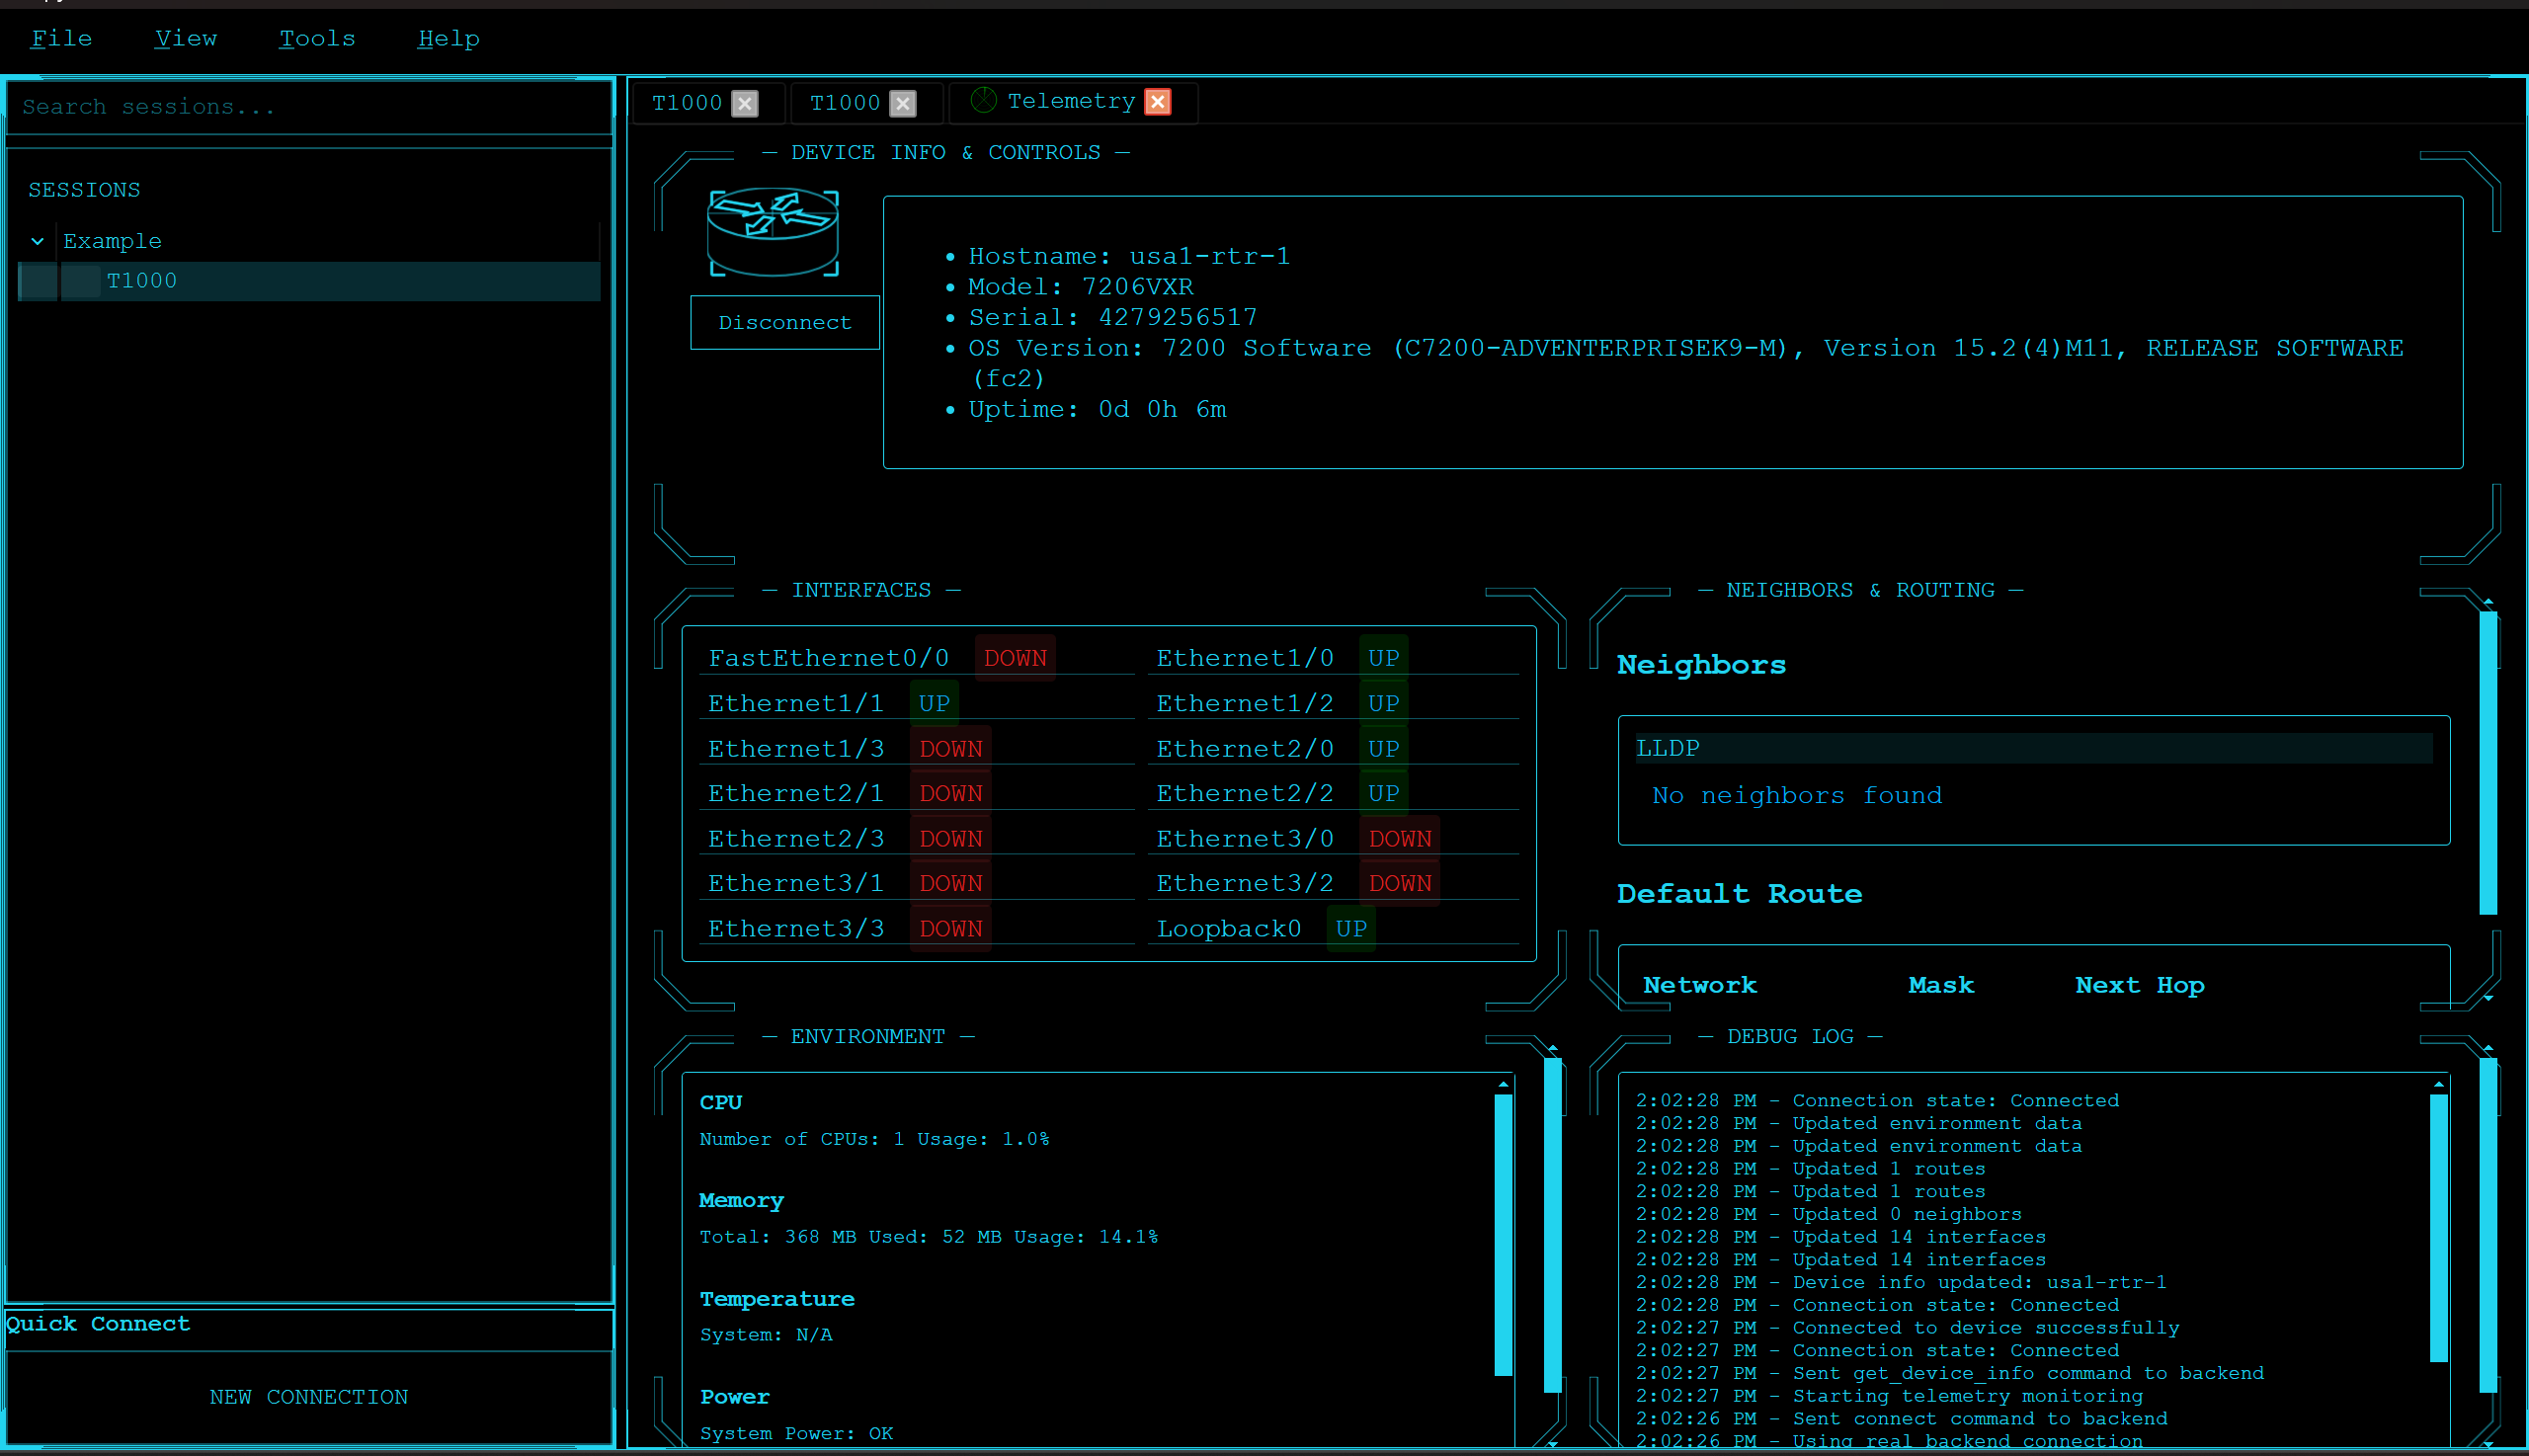 File View Tools Help
Search sessions...
SESSIONS
Example
T1000
Quick Connect
NEW CONNECTION
T1000 T1000 Telemetry
— DEVICE INFO & CONTROLS —
Disconnect
• Hostname: usa1-rtr-1
• Model: 7206VXR
• Serial: 4279256517
• OS Version: 7200 Software (C7200-ADVENTERPRISEK9-M), Version 15.2(4)M11, RELEASE SOFTWARE
(fc2)
• Uptime: 0d 0h 6m
— INTERFACES —
FastEthernet0/0 DOWN Ethernet1/0 UP
Ethernet1/1 UP Ethernet1/2 UP
Ethernet1/3 DOWN Ethernet2/0 UP
Ethernet2/1 DOWN Ethernet2/2 UP
Ethernet2/3 DOWN Ethernet3/0 DOWN
Ethernet3/1 DOWN Ethernet3/2 DOWN
Ethernet3/3 DOWN Loopback0 UP
— NEIGHBORS & ROUTING —
Neighbors
LLDP
No neighbors found
Default Route
Network Mask Next Hop
— ENVIRONMENT —
CPU
Number of CPUs: 1 Usage: 1.0%
Memory
Total: 368 MB Used: 52 MB Usage: 14.1%
Temperature
System: N/A
Power
System Power: OK
— DEBUG LOG —
2:02:28 PM - Connection state: Connected
2:02:28 PM - Updated environment data
2:02:28 PM - Updated environment data
2:02:28 PM - Updated 1 routes
2:02:28 PM - Updated 1 routes
2:02:28 PM - Updated 0 neighbors
2:02:28 PM - Updated 14 interfaces
2:02:28 PM - Updated 14 interfaces
2:02:28 PM - Device info updated: usa1-rtr-1
2:02:28 PM - Connection state: Connected
2:02:27 PM - Connected to device successfully
2:02:27 PM - Connection state: Connected
2:02:27 PM - Sent get_device_info command to backend
2:02:27 PM - Starting telemetry monitoring
2:02:26 PM - Sent connect command to backend
2:02:26 PM - Using real backend connection